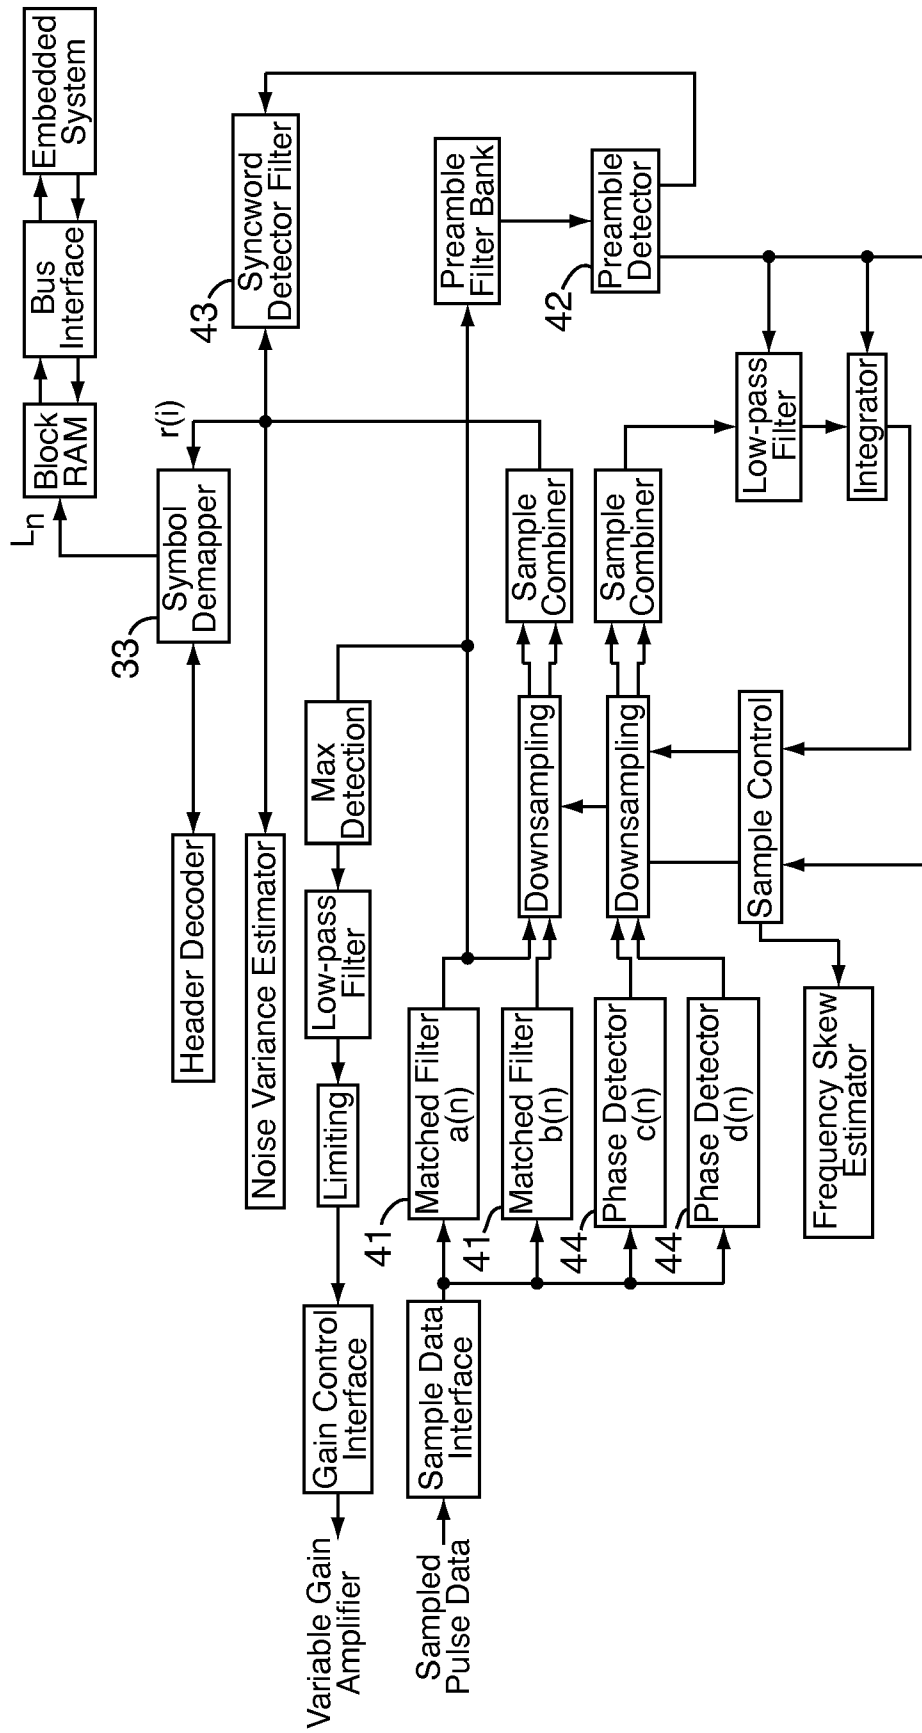 Embedded
System
Bus
Interface
Block
RAM
Ln
Symbol
Demapper
33
r(i)
Syncword
Detector Filter
43
Header Decoder
Noise Variance Estimator
Max
Detection
Low-pass
Filter
Limiting
Gain Control
Interface
Variable Gain
Amplifier
Sampled
Pulse Data
Sample Data
Interface
41
Matched Filter
a(n)
41
Matched Filter
b(n)
44
Phase Detector
c(n)
44
Phase Detector
d(n)
Downsampling
Downsampling
Sample
Combiner
Sample
Combiner
Preamble
Filter Bank
42
Preamble
Detector
Low-pass
Filter
Integrator
Sample Control
Frequency Skew
Estimator